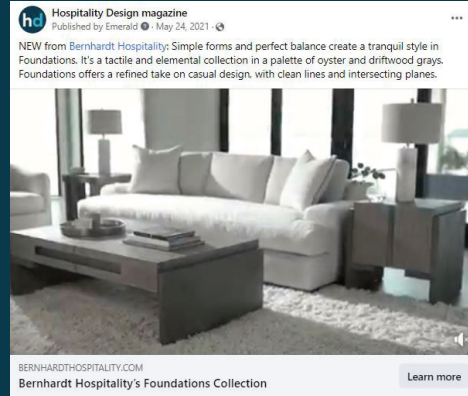 hd
Hospitality Design magazine
Published by Emerald · May 24, 2021 ·
NEW from Bernhardt Hospitality: Simple forms and perfect balance create a tranquil style in
Foundations. It's a tactile and elemental collection in a palette of oyster and driftwood grays.
Foundations offers a refined take on casual design, with clean lines and intersecting planes.
BERNHARDTHOSPITALITY.COM
Bernhardt Hospitality's Foundations Collection
Learn more